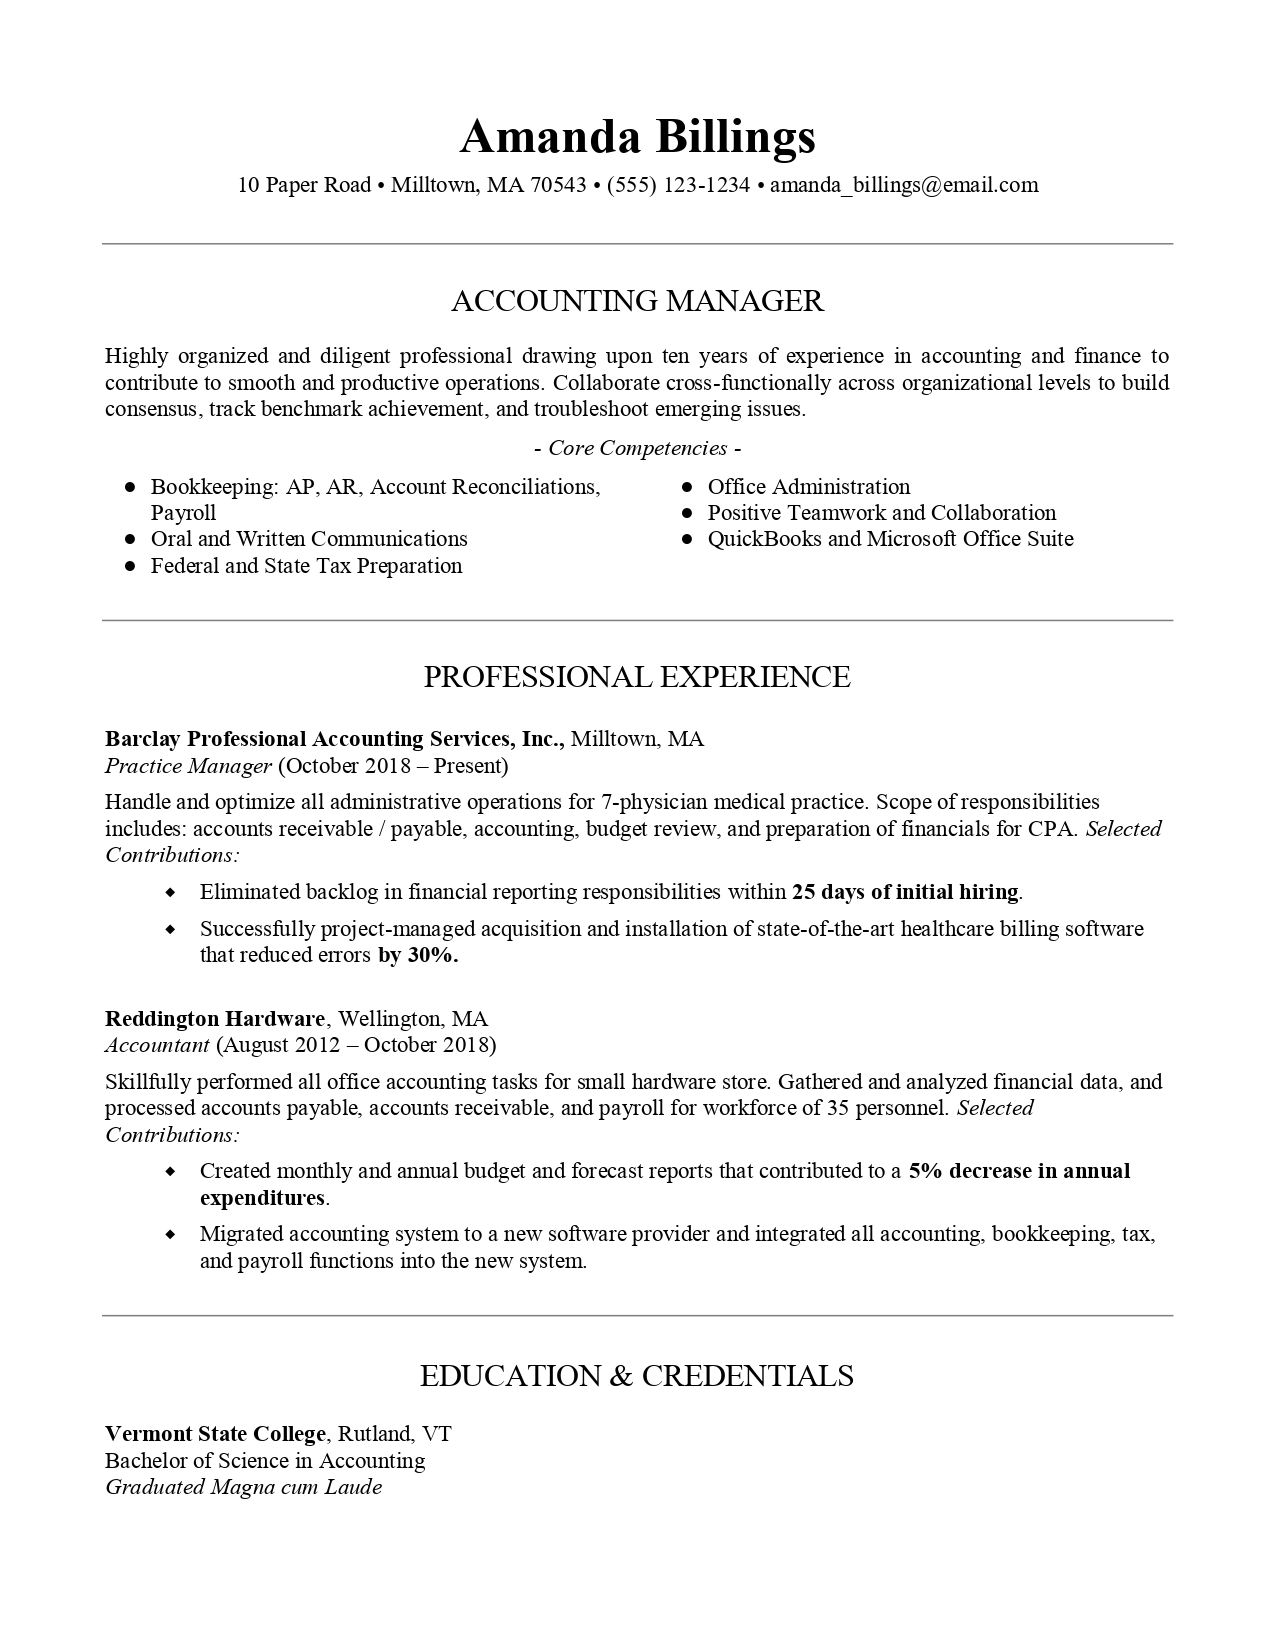 Amanda Billings
10 Paper Road • Milltown, MA 70543 • (555) 123-1234 • amanda_billings@email.com
ACCOUNTING MANAGER
Highly organized and diligent professional drawing upon ten years of experience in accounting and finance to
contribute to smooth and productive operations. Collaborate cross-functionally across organizational levels to build
consensus, track benchmark achievement, and troubleshoot emerging issues.
- Core Competencies -
● Bookkeeping: AP, AR, Account Reconciliations,
Payroll
● Oral and Written Communications
● Federal and State Tax Preparation
● Office Administration
● Positive Teamwork and Collaboration
● QuickBooks and Microsoft Office Suite
PROFESSIONAL EXPERIENCE
Barclay Professional Accounting Services, Inc., Milltown, MA
Practice Manager (October 2018 – Present)
Handle and optimize all administrative operations for 7-physician medical practice. Scope of responsibilities
includes: accounts receivable / payable, accounting, budget review, and preparation of financials for CPA. Selected
Contributions:
◆ Eliminated backlog in financial reporting responsibilities within 25 days of initial hiring.
◆ Successfully project-managed acquisition and installation of state-of-the-art healthcare billing software
that reduced errors by 30%.
Reddington Hardware, Wellington, MA
Accountant (August 2012 – October 2018)
Skillfully performed all office accounting tasks for small hardware store. Gathered and analyzed financial data, and
processed accounts payable, accounts receivable, and payroll for workforce of 35 personnel. Selected
Contributions:
◆ Created monthly and annual budget and forecast reports that contributed to a 5% decrease in annual
expenditures.
◆ Migrated accounting system to a new software provider and integrated all accounting, bookkeeping, tax,
and payroll functions into the new system.
EDUCATION & CREDENTIALS
Vermont State College, Rutland, VT
Bachelor of Science in Accounting
Graduated Magna cum Laude